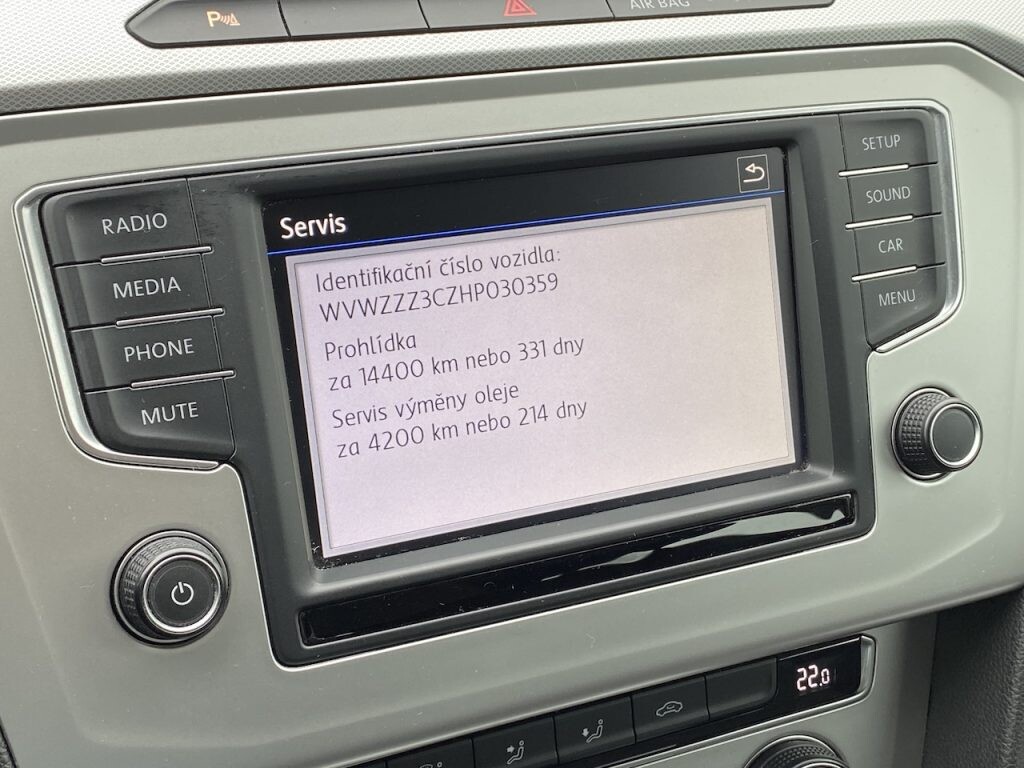 P
AIR BAG
RADIO
MEDIA
PHONE
MUTE
Servis
Identifikační číslo vozidla:
WVWZZZ3CZHP030359
Prohlídka
za 14400 km nebo 331 dny
Servis výměny oleje
za 4200 km nebo 214 dny
SETUP
SOUND
CAR
MENU
22.0